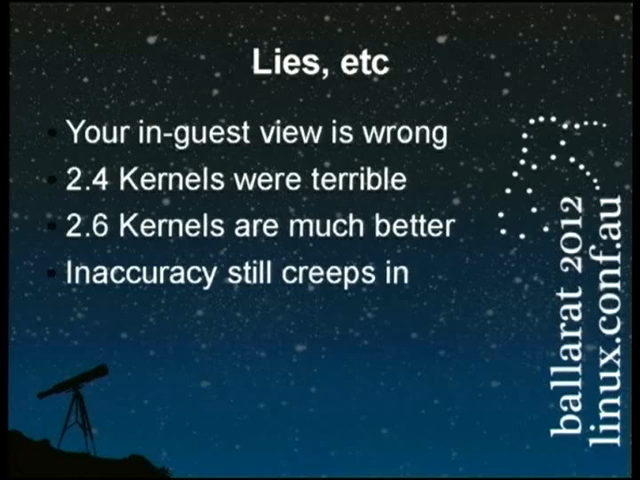 Lies, etc
Your in-guest view is wrong
2.4 Kernels were terrible
2.6 Kernels are much better
Inaccuracy still creeps in
ballarat 2012
linux.conf.au